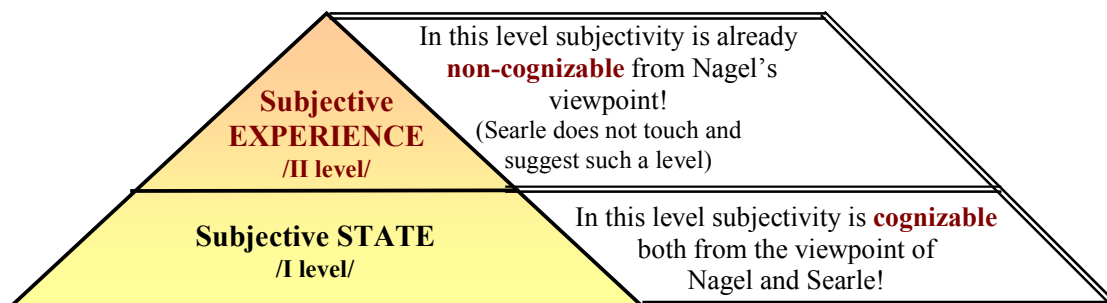 Subjective
EXPERIENCE
/II level/
In this level subjectivity is already
non-cognizable from Nagel’s
viewpoint!
(Searle does not touch and
suggest such a level)
Subjective STATE
/I level/
In this level subjectivity is cognizable
both from the viewpoint of
Nagel and Searle!